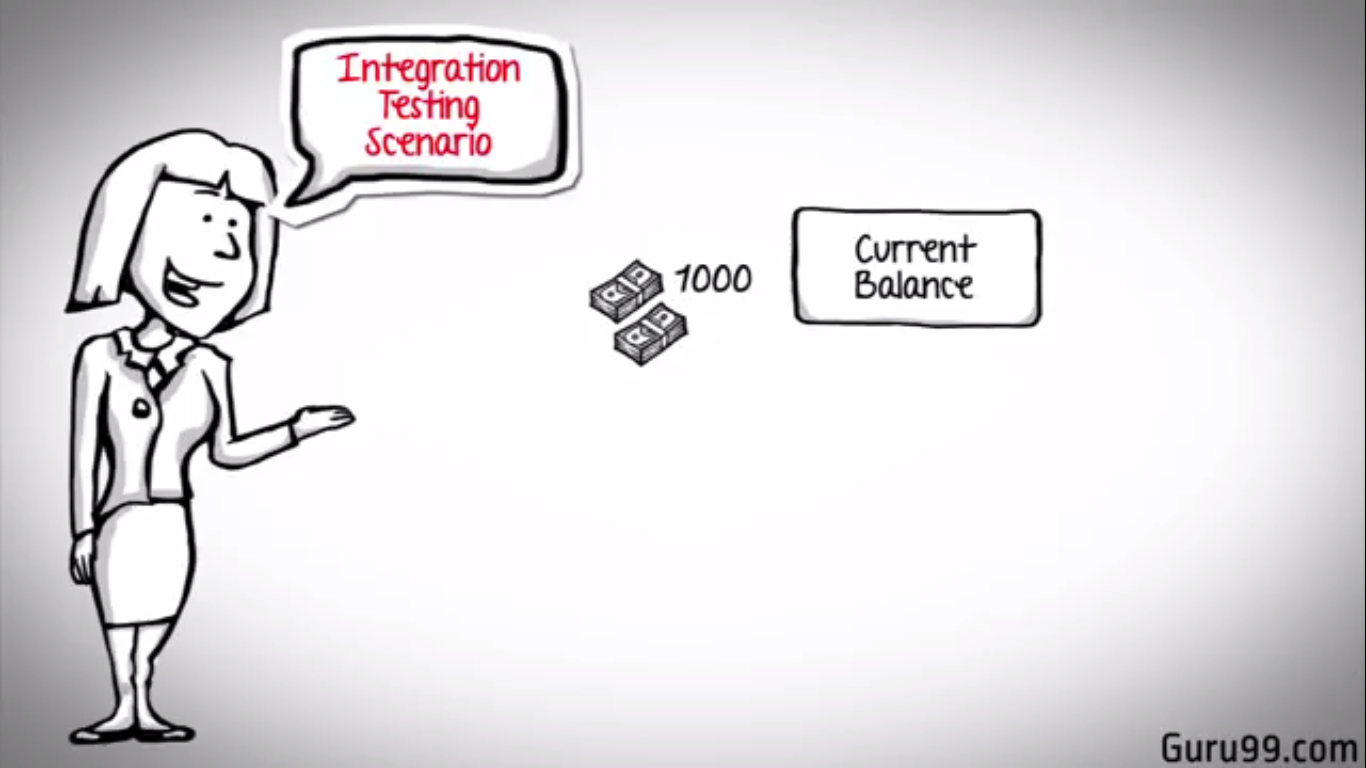 Integration
Testing
Scenario
1000
Current
Balance
Guru99.com